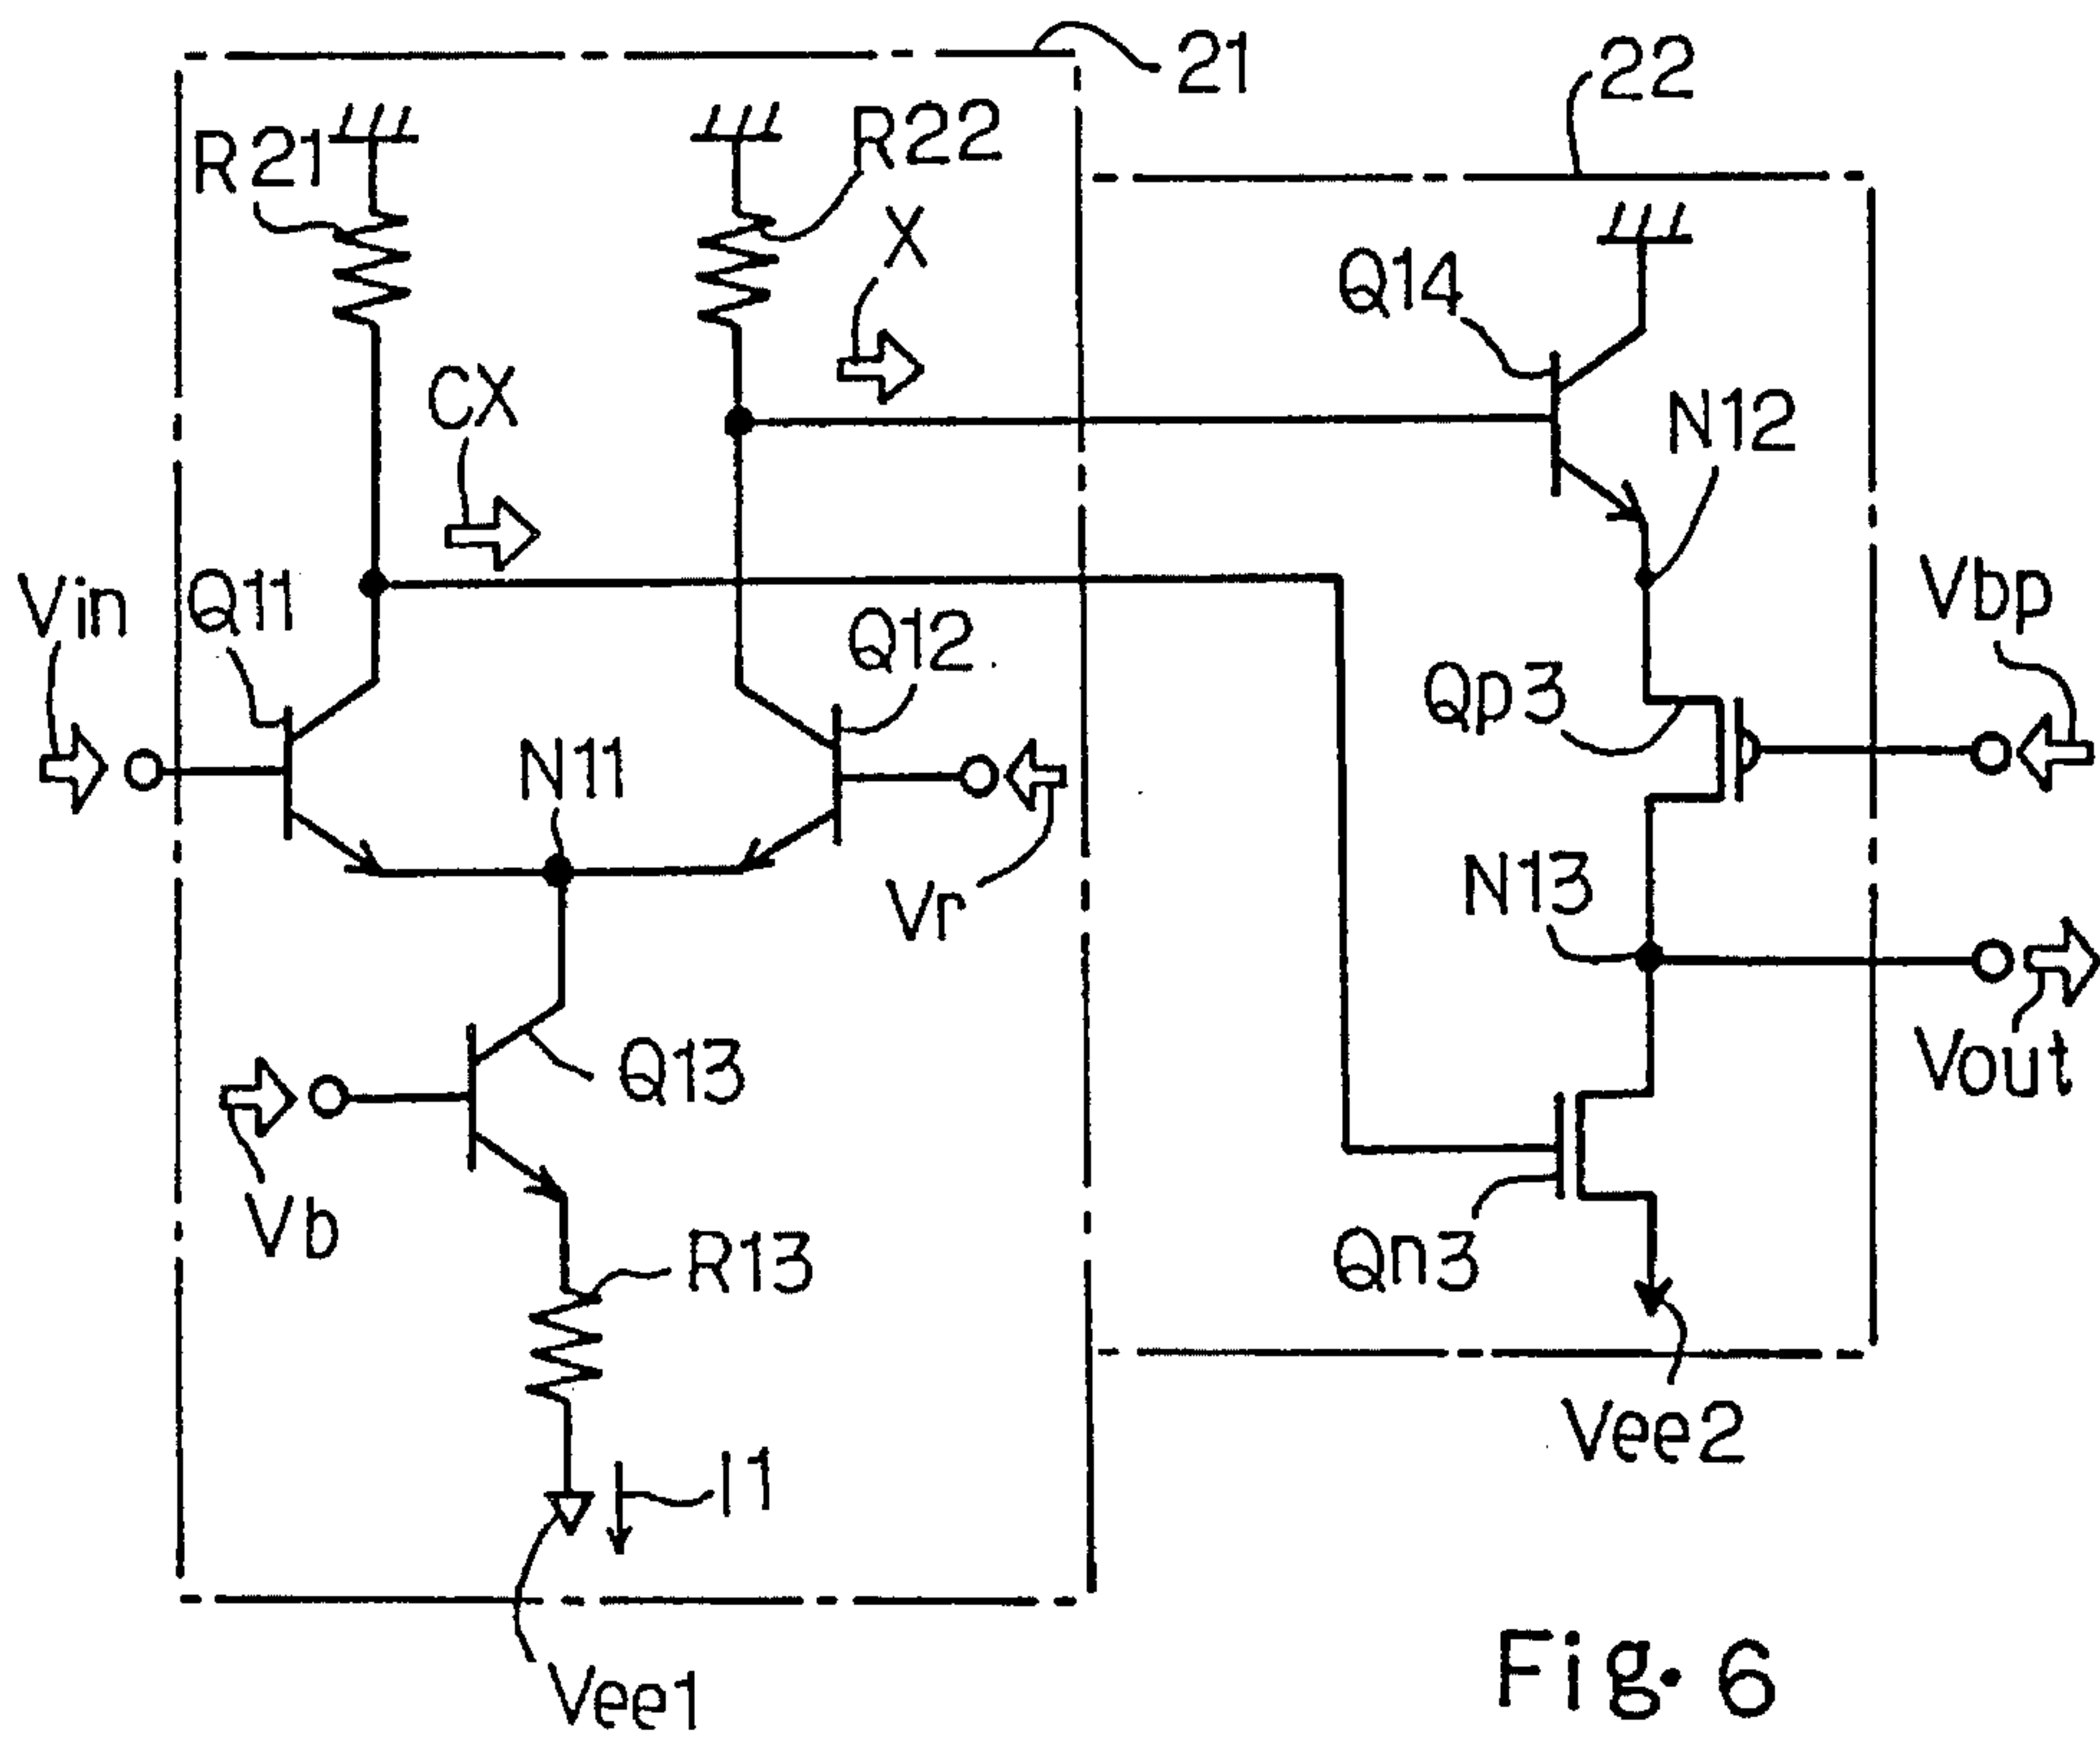 21
22
R21
R22
X
Q14
CX
N12
Vin
Q11
Q12
Vbp
Qp3
N11
N13
Vr
Vout
Q13
Vb
R13
Qn3
I1
Vee2
Vee1
Fig. 6